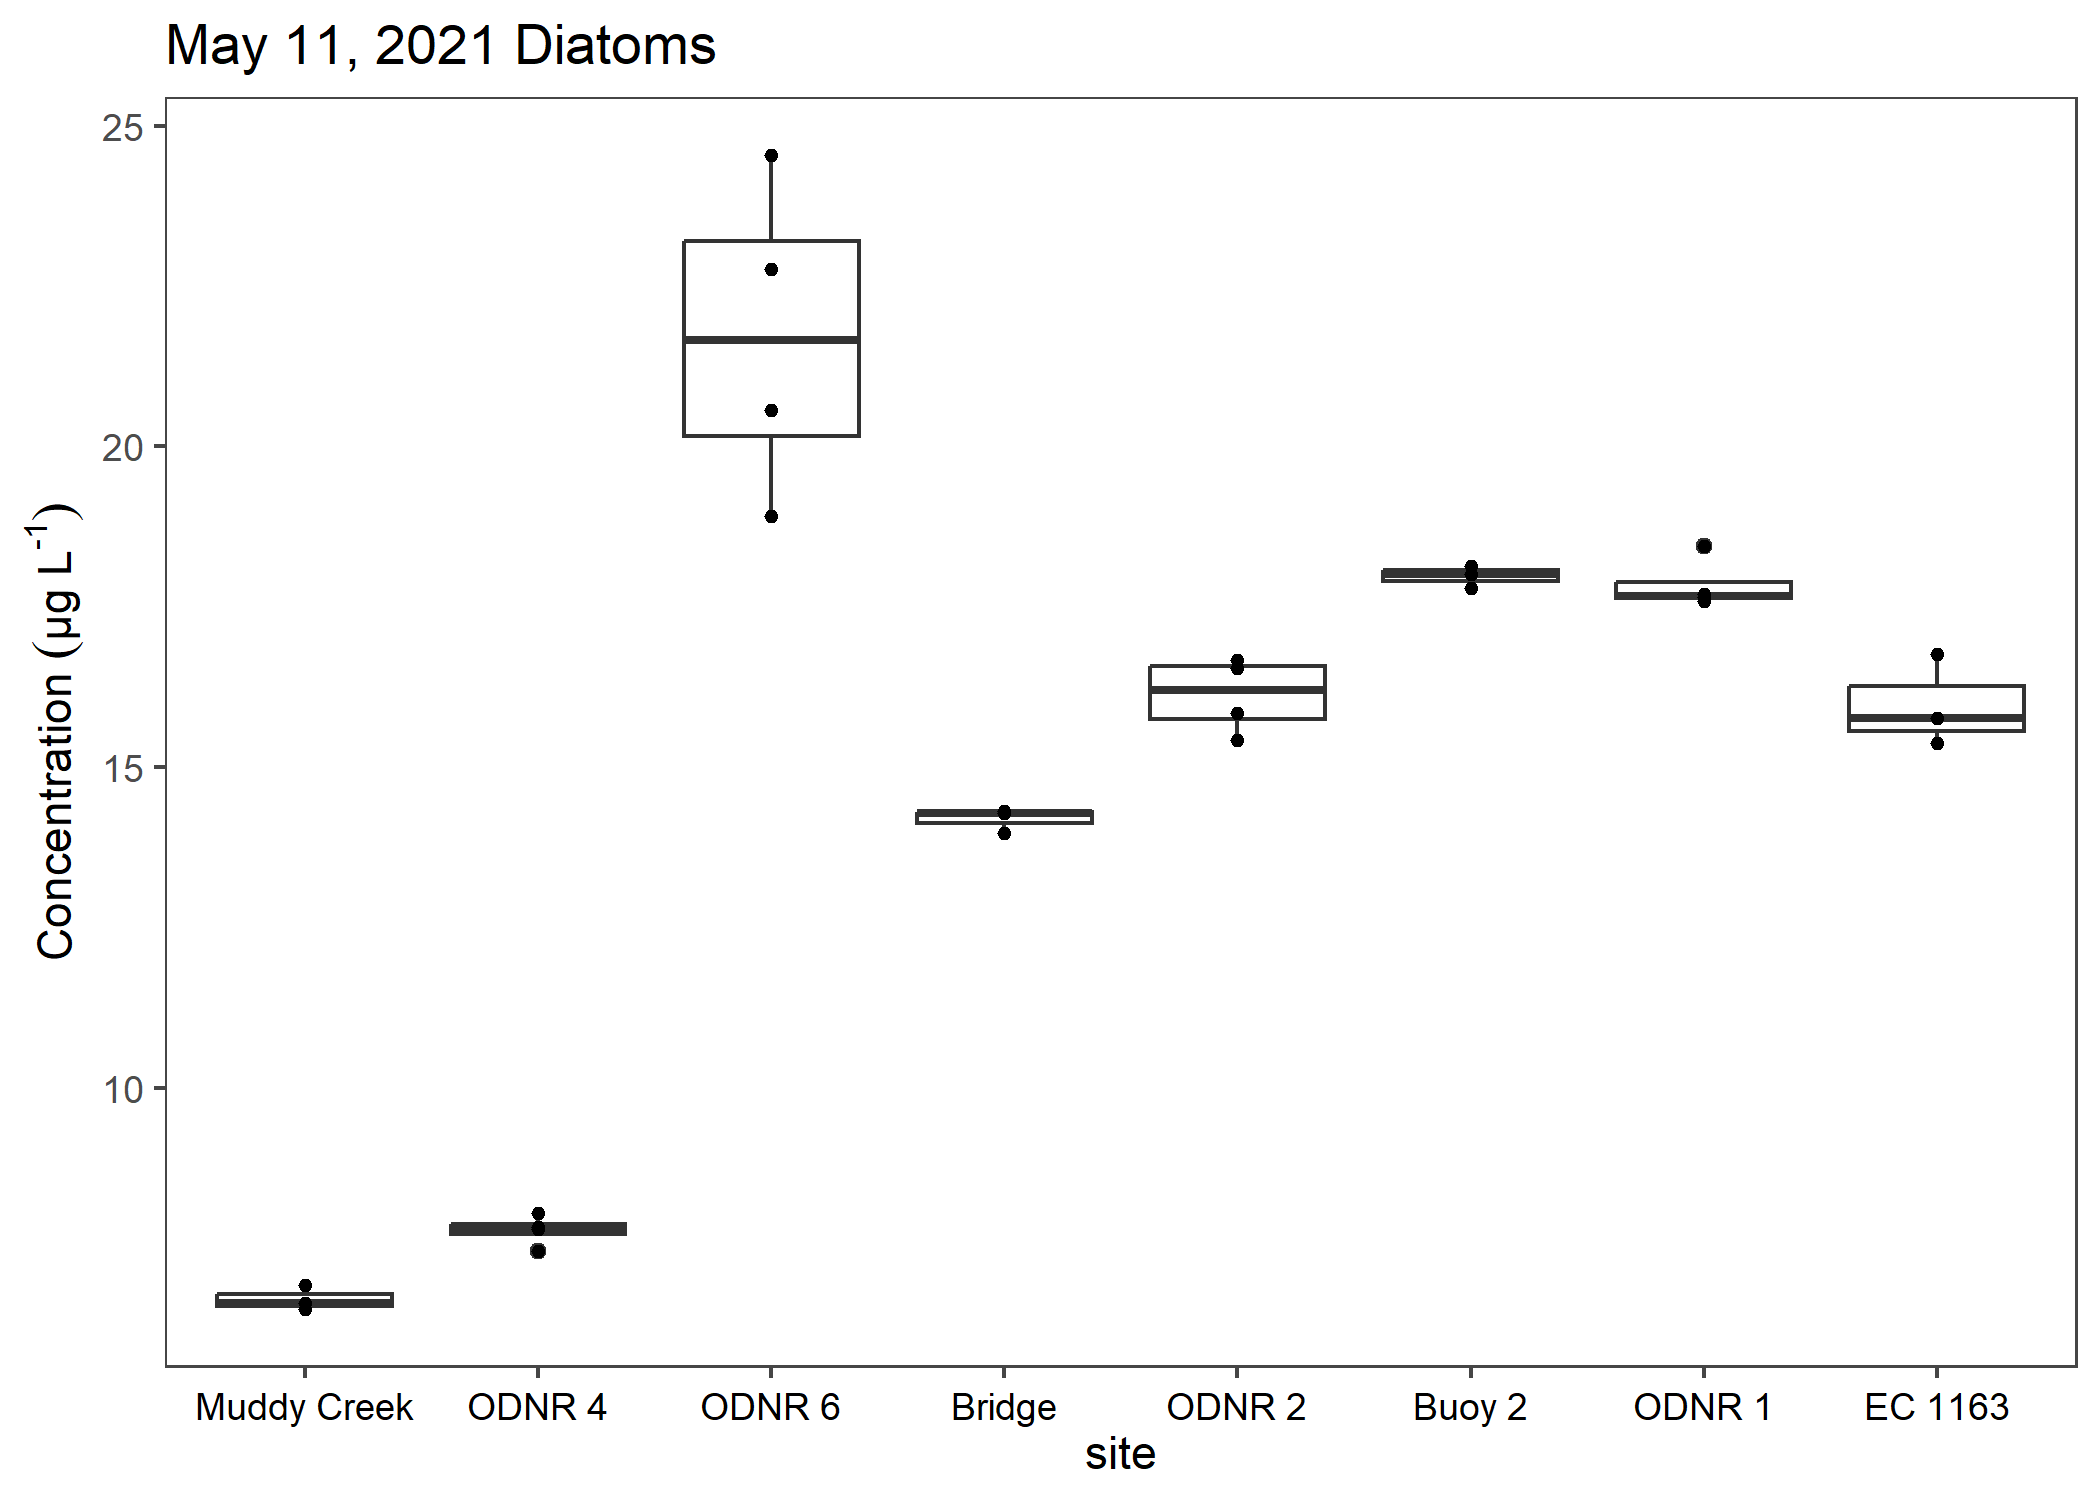 May 11, 2021 Diatoms
Concentration (µg L⁻¹)
25
20
15
10
Muddy Creek ODNR 4 ODNR 6 Bridge ODNR 2 Buoy 2 ODNR 1 EC 1163
site